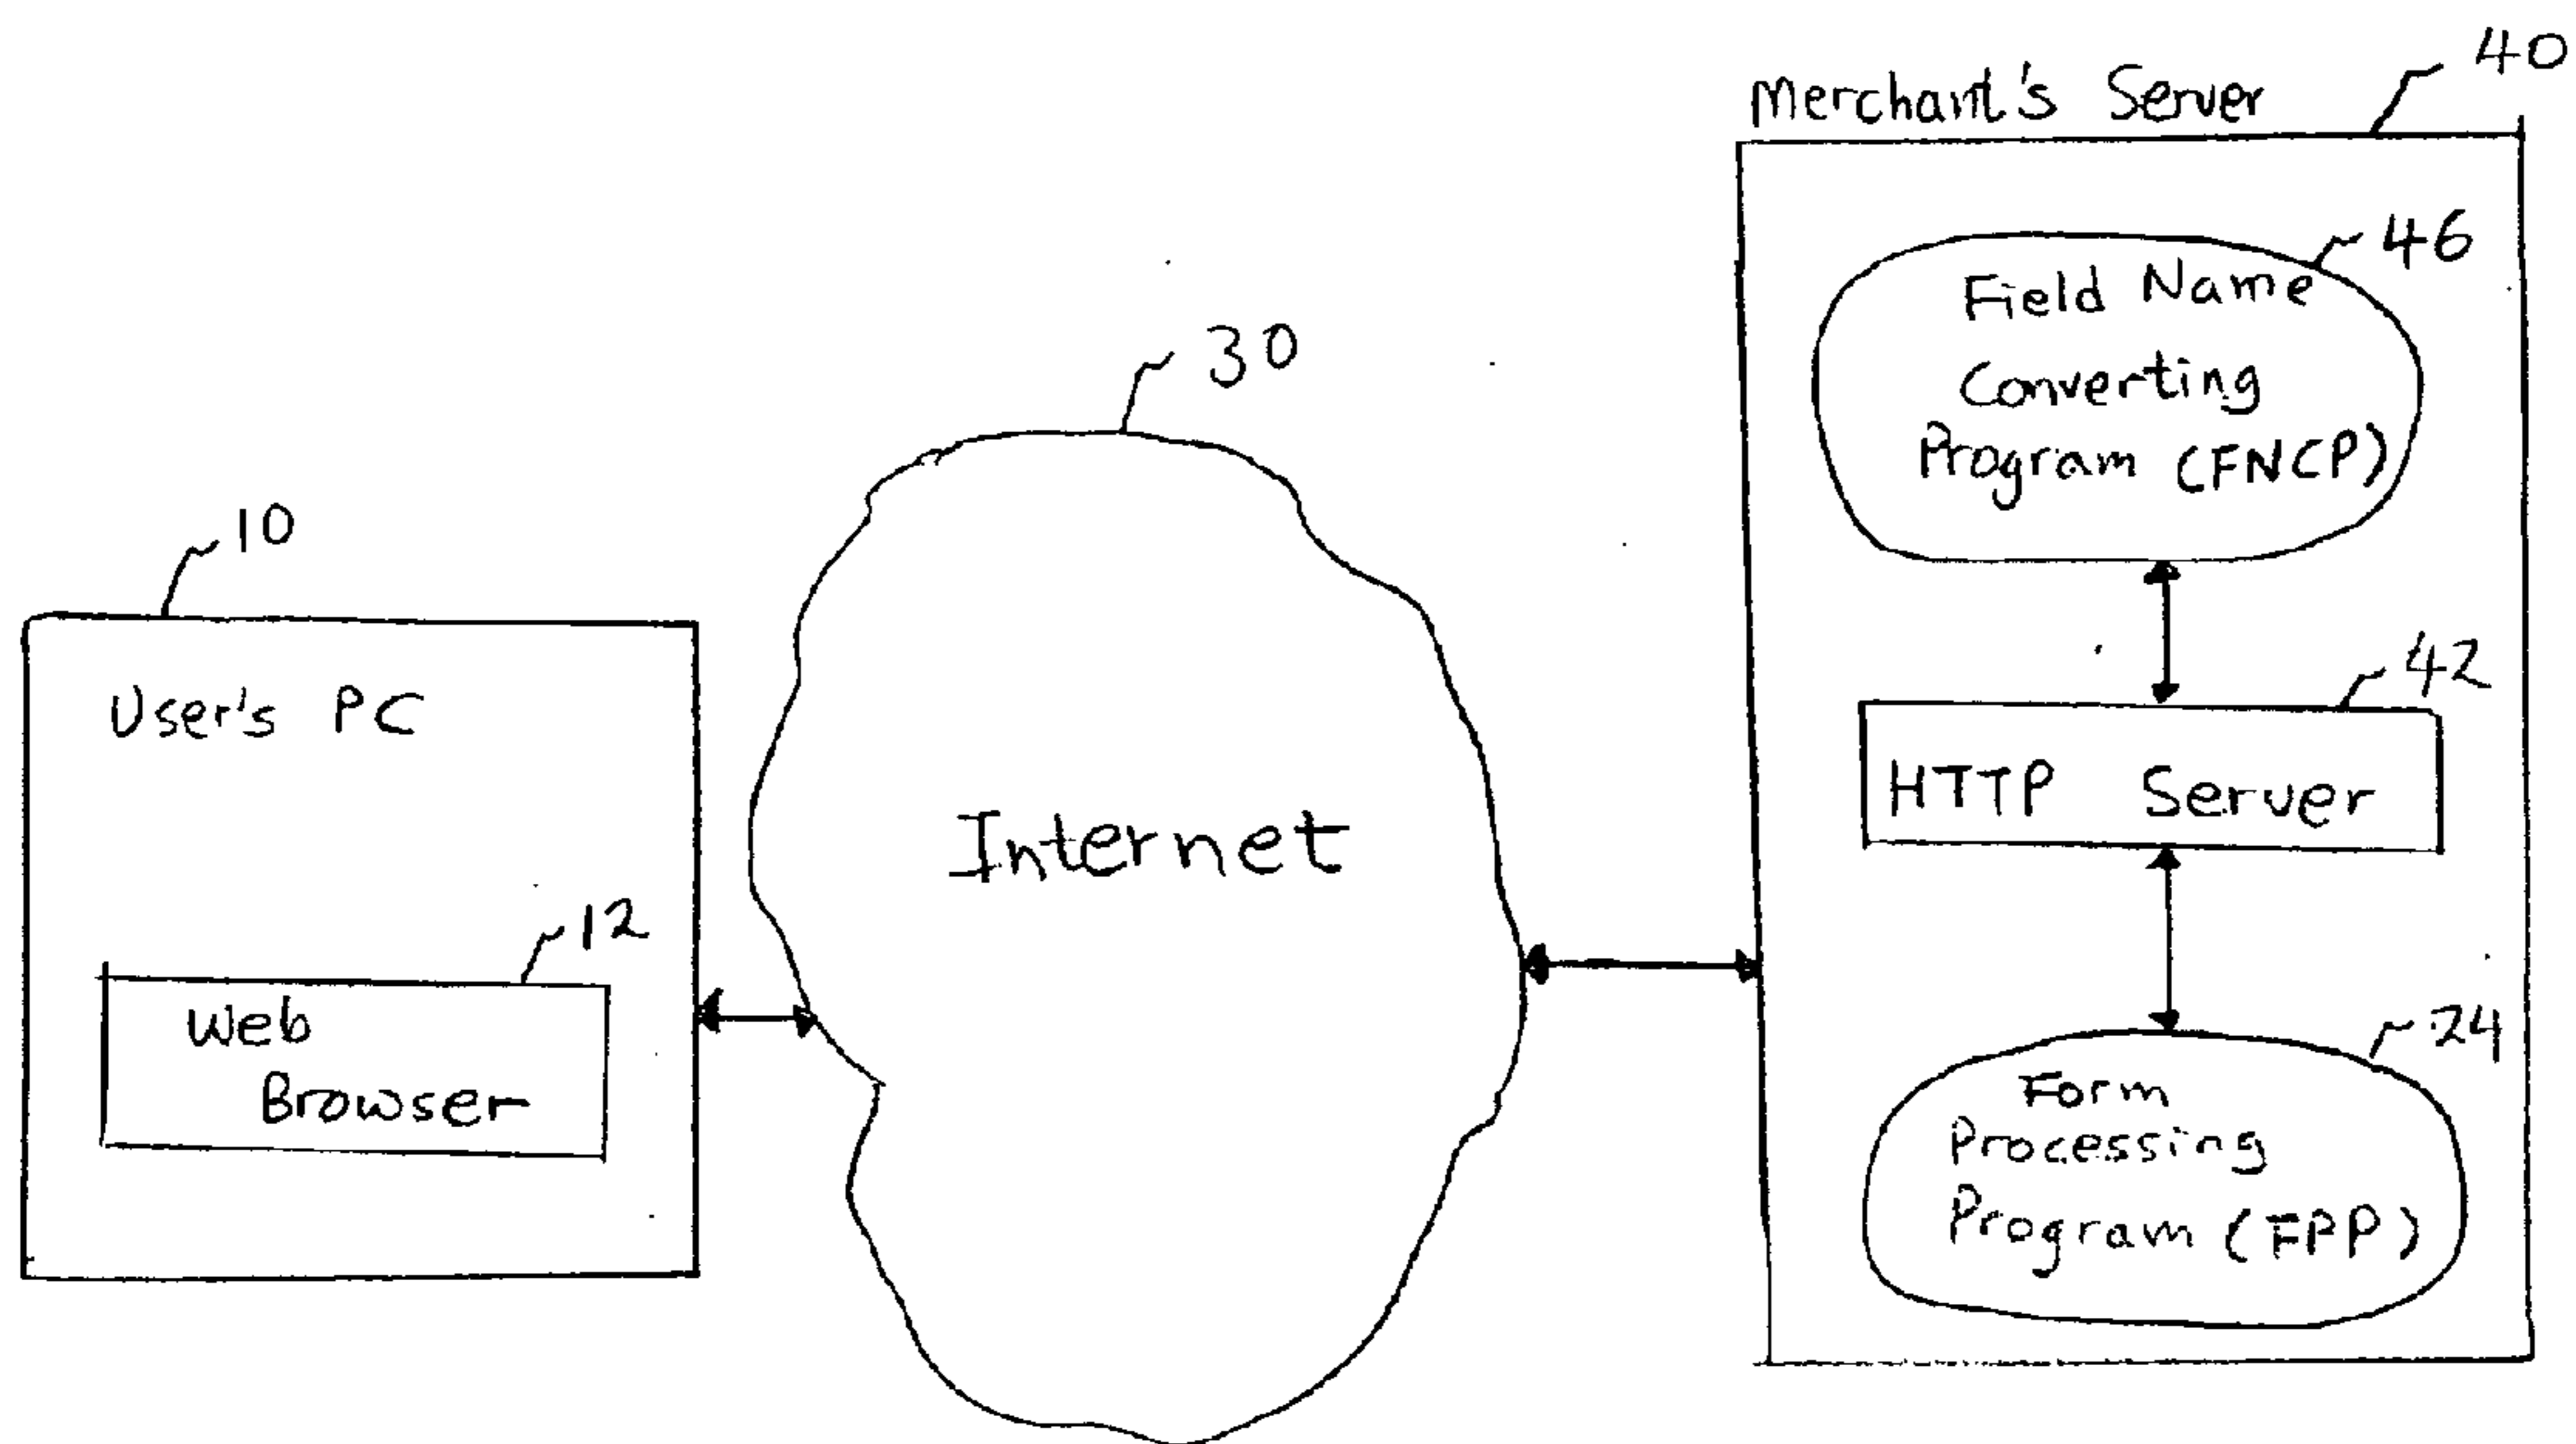 10
User's PC
12
Web
Browser
30
Internet
40
Merchant's Server
46
Field Name
Converting
Program (FNCP)
42
HTTP Server
24
Form
Processing
Program (FPP)